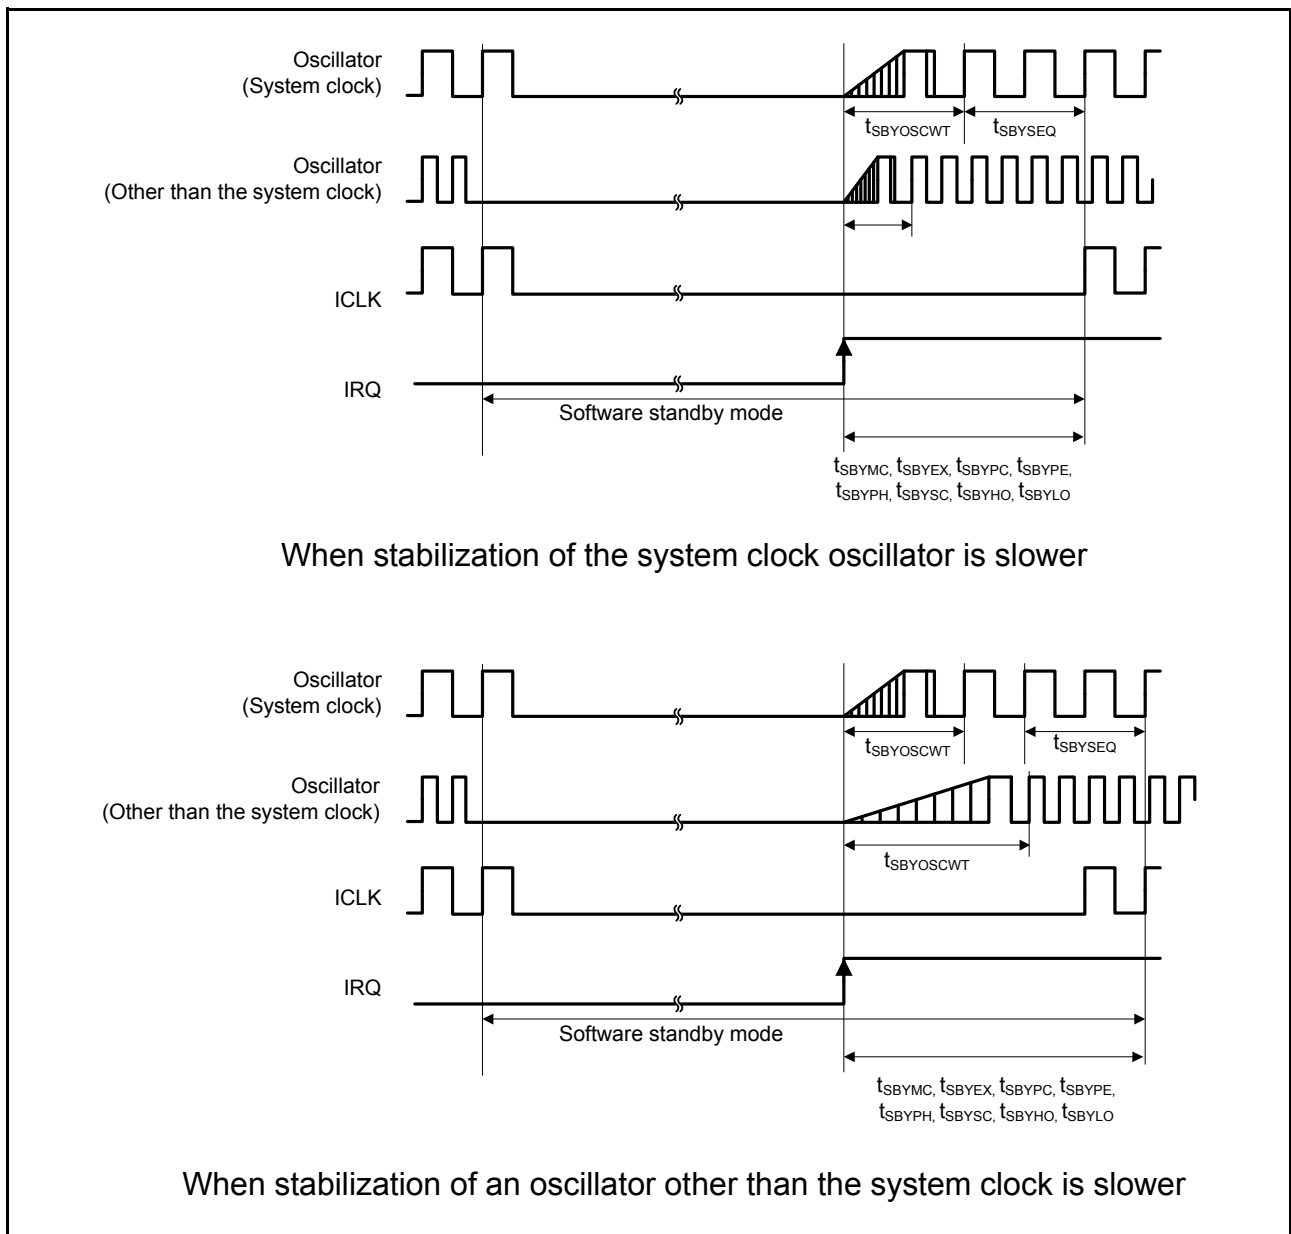 Oscillator
(System clock)
tSBYOSCWT
tSBYSEQ
Oscillator
(Other than the system clock)
ICLK
IRQ
Software standby mode
tSBYMC, tSBYEX, tSBYPC, tSBYPE,
tSBYPH, tSBYSC, tSBYHO, tSBYLO
When stabilization of the system clock oscillator is slower
Oscillator
(System clock)
tSBYOSCWT
tSBYSEQ
Oscillator
(Other than the system clock)
tSBYOSCWT
ICLK
IRQ
Software standby mode
tSBYMC, tSBYEX, tSBYPC, tSBYPE,
tSBYPH, tSBYSC, tSBYHO, tSBYLO
When stabilization of an oscillator other than the system clock is slower